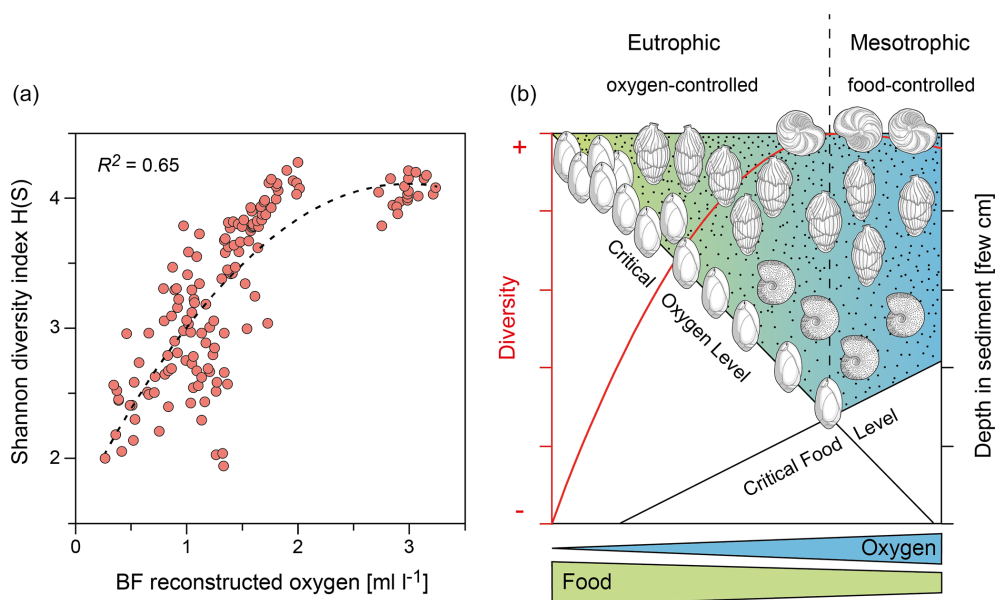 (a)
R² = 0.65
Shannon diversity index H(S)
4
3
2
0
1
2
3
BF reconstructed oxygen [ml l⁻¹]
(b)
Eutrophic
oxygen-controlled
Mesotrophic
food-controlled
+
Diversity
-
Critical Oxygen Level
Critical Food Level
Depth in sediment [few cm]
Oxygen
Food